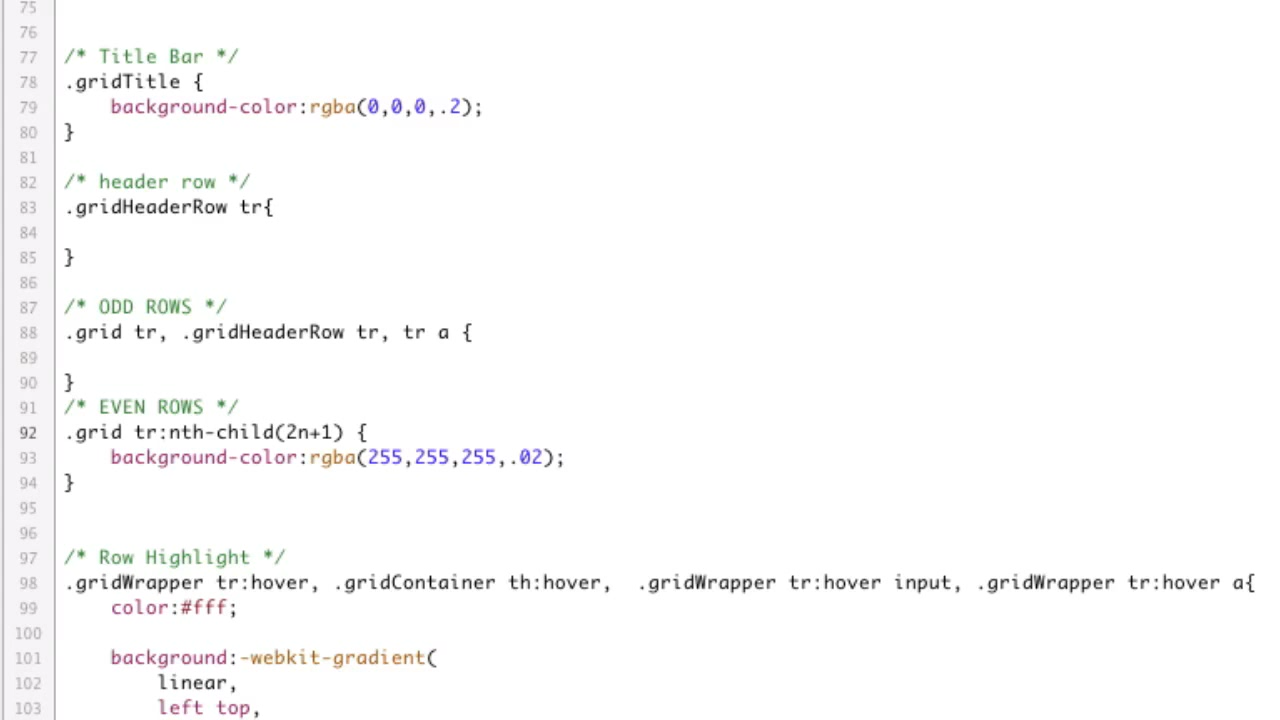 75
76
77 /* Title Bar */
78 .gridTitle {
79     background-color:rgba(0,0,0,.2);
80 }
81
82 /* header row */
83 .gridHeaderRow tr{
84
85 }
86
87 /* ODD ROWS */
88 .grid tr, .gridHeaderRow tr, tr a {
89
90 }
91 /* EVEN ROWS */
92 .grid tr:nth-child(2n+1) {
93     background-color:rgba(255,255,255,.02);
94 }
95
96
97 /* Row Highlight */
98 .gridWrapper tr:hover, .gridContainer th:hover,  .gridWrapper tr:hover input, .gridWrapper tr:hover a{
99     color:#fff;
100
101     background:-webkit-gradient(
102         linear,
103         left top,